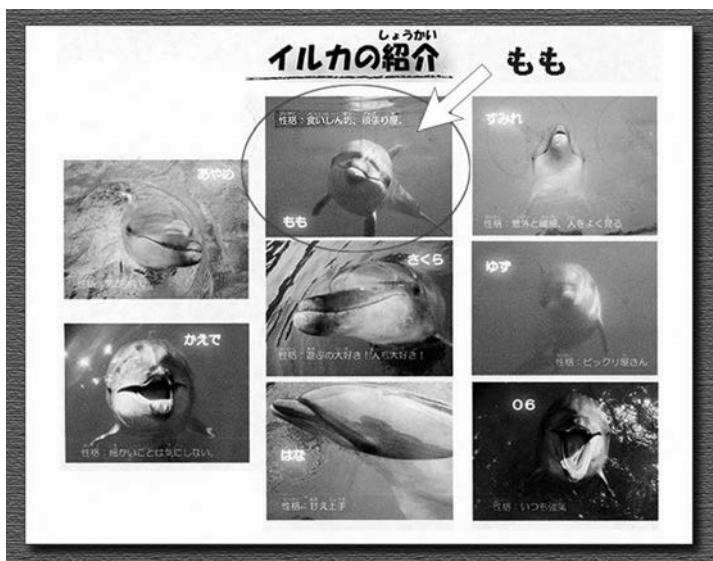 しょうかい
イルカの紹介
もも
性格：食いしん坊、頑張り屋。
もも
すみれ
性格：意外と繊細、人をよく見る
あやめ
さくら
性格：遊ぶの大好き！人も大好き！
ゆず
性格：ビックリ屋さん
かえで
性格：細かいことは気にしない。
はな
性格：甘え上手
06
性格：いつも強気